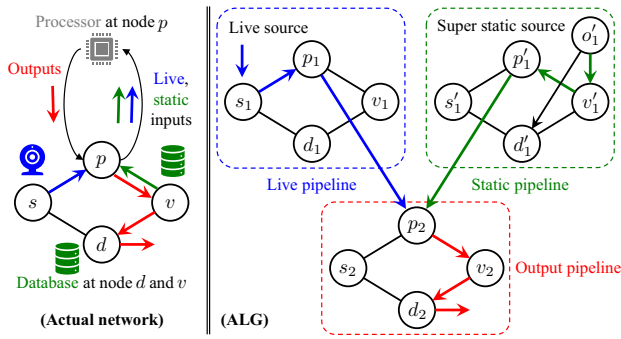 Processor at node p
Outputs
Live,
static
inputs
p
s
v
d
Database at node d and v
(Actual network)
Live source
p₁
s₁
v₁
d₁
Live pipeline
Super static source
o′₁
p′₁
s′₁
v′₁
d′₁
Static pipeline
p₂
s₂
v₂
d₂
Output pipeline
(ALG)